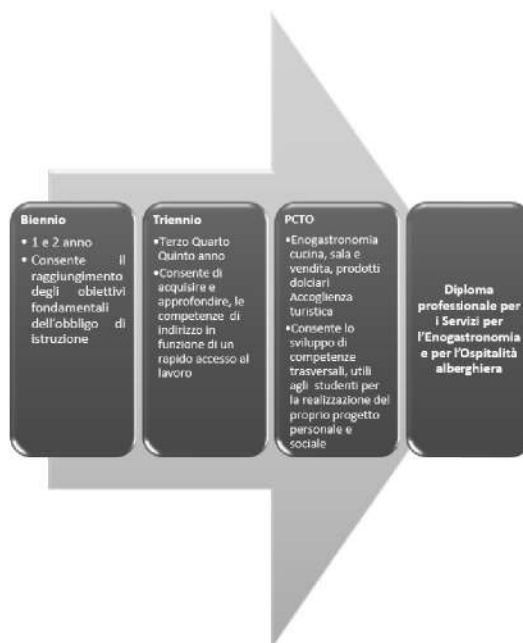 Biennio
• 1 e 2 anno
• Consente il
raggiungimento
degli obiettivi
fondamentali
dell'obbligo di
istruzione
Triennio
•Terzo Quarto
Quinto anno
•Consente di
acquisire e
approfondire, le
competenze di
indirizzo in
funzione di un
rapido accesso al
lavoro
PCTO
•Enogastronomia
cucina, sala e
vendita, prodotti
dolciari
Accoglienza
turistica
•Consente lo
sviluppo di
competenze
trasversali, utili
agli studenti per
la realizzazione del
proprio progetto
personale e
sociale
Diploma
professionale per
i Servizi per
l'Enogastronomia
e per l'Ospitalità
alberghiera